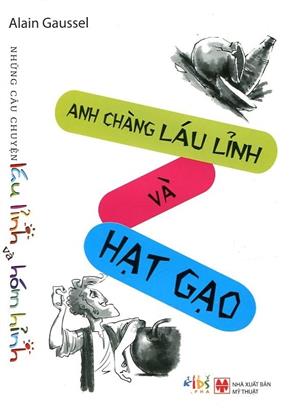 Alain Gaussel
NHỮNG CÂU CHUYỆN
láu lỉnh và hóm hỉnh
ANH CHÀNG LÁU LỈNH
VÀ
HẠT GẠO
KiDS
NHÀ XUẤT BẢN
MỸ THUẬT